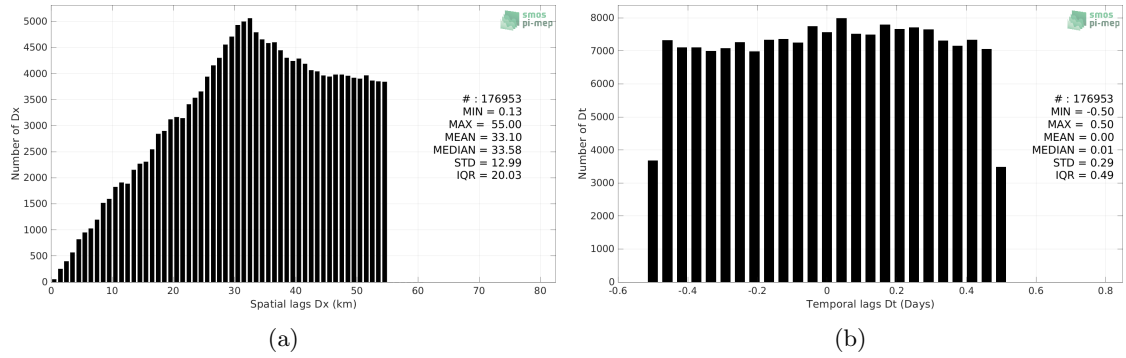 smos
pi-mep
5000
4500
4000
3500
3000
2500
2000
1500
1000
500
0
Number of Dx
# : 176953
MIN = 0.13
MAX = 55.00
MEAN = 33.10
MEDIAN = 33.58
STD = 12.99
IQR = 20.03
0 10 20 30 40 50 60 70 80
Spatial lags Dx (km)
(a)
smos
pi-mep
8000
7000
6000
5000
4000
3000
2000
1000
0
Number of Dt
# : 176953
MIN = -0.50
MAX = 0.50
MEAN = 0.00
MEDIAN = 0.01
STD = 0.29
IQR = 0.49
-0.6 -0.4 -0.2 0 0.2 0.4 0.6 0.8
Temporal lags Dt (Days)
(b)